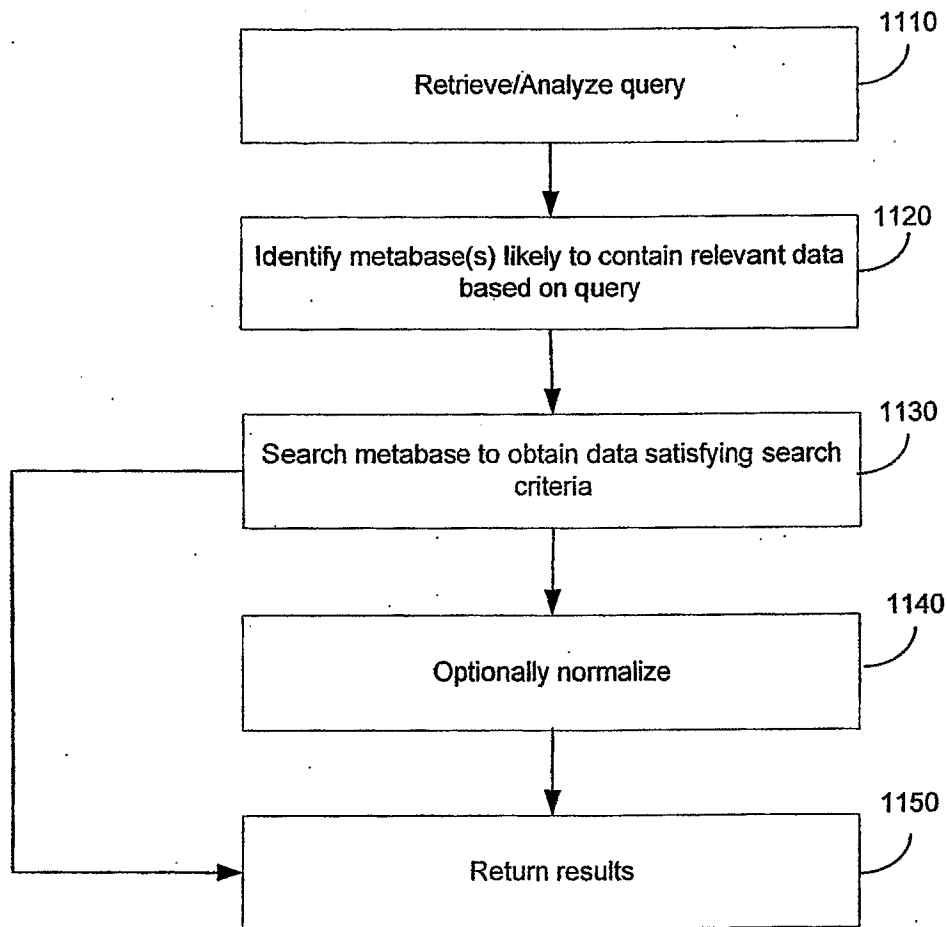 1110
Retrieve/Analyze query
1120
Identify metabase(s) likely to contain relevant data
based on query
1130
Search metabase to obtain data satisfying search
criteria
1140
Optionally normalize
1150
Return results